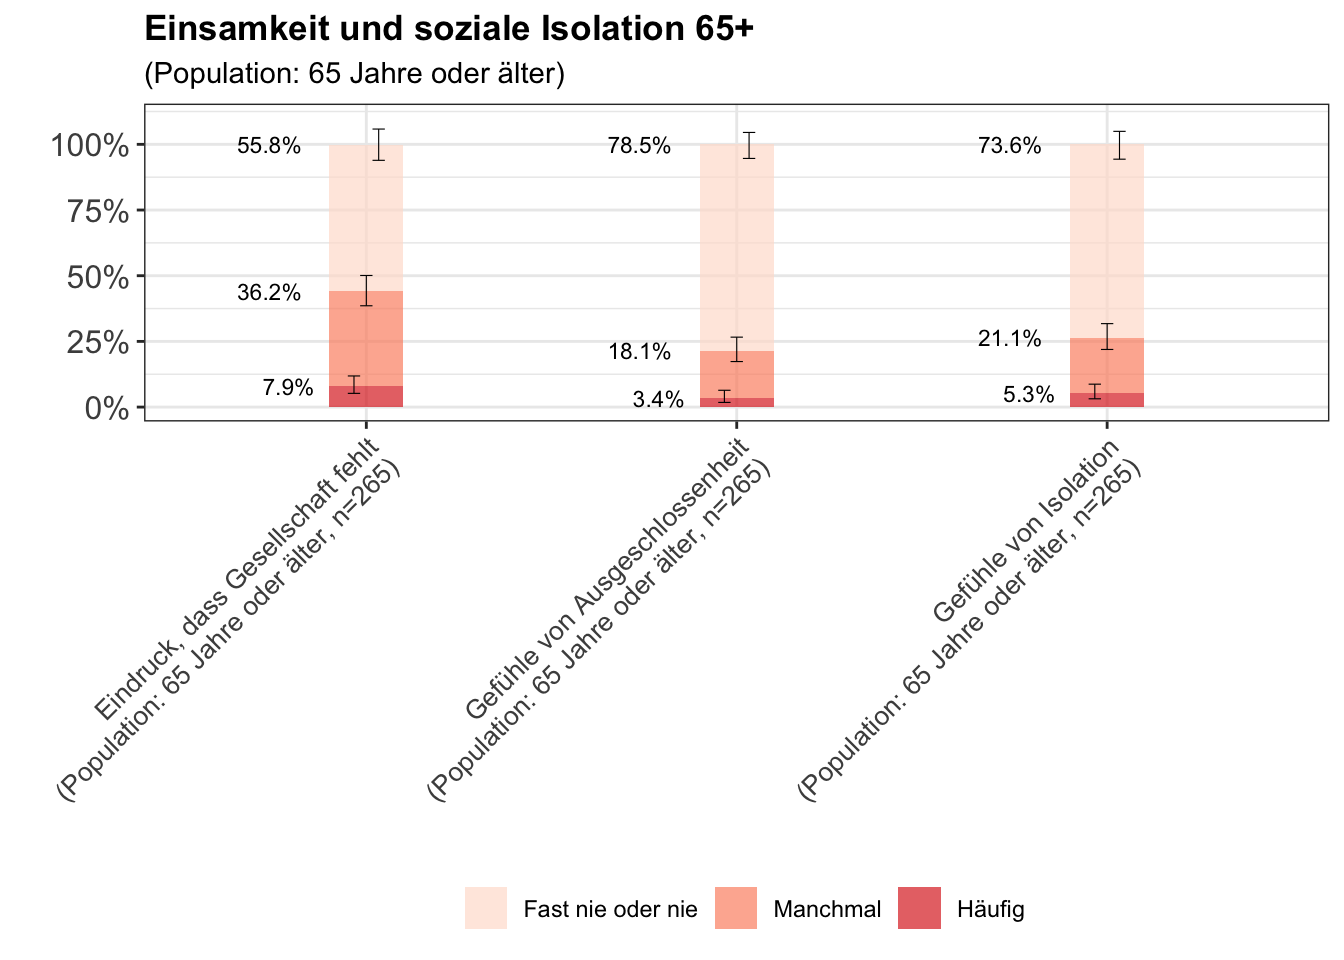 Einsamkeit und soziale Isolation 65+
(Population: 65 Jahre oder älter)
100%
75%
50%
25%
0%
55.8%
36.2%
7.9%
78.5%
18.1%
3.4%
73.6%
21.1%
5.3%
Eindruck, dass Gesellschaft fehlt
(Population: 65 Jahre oder älter, n=265)
Gefühle von Ausgeschlossenheit
(Population: 65 Jahre oder älter, n=265)
Gefühle von Isolation
(Population: 65 Jahre oder älter, n=265)
Fast nie oder nie
Manchmal
Häufig